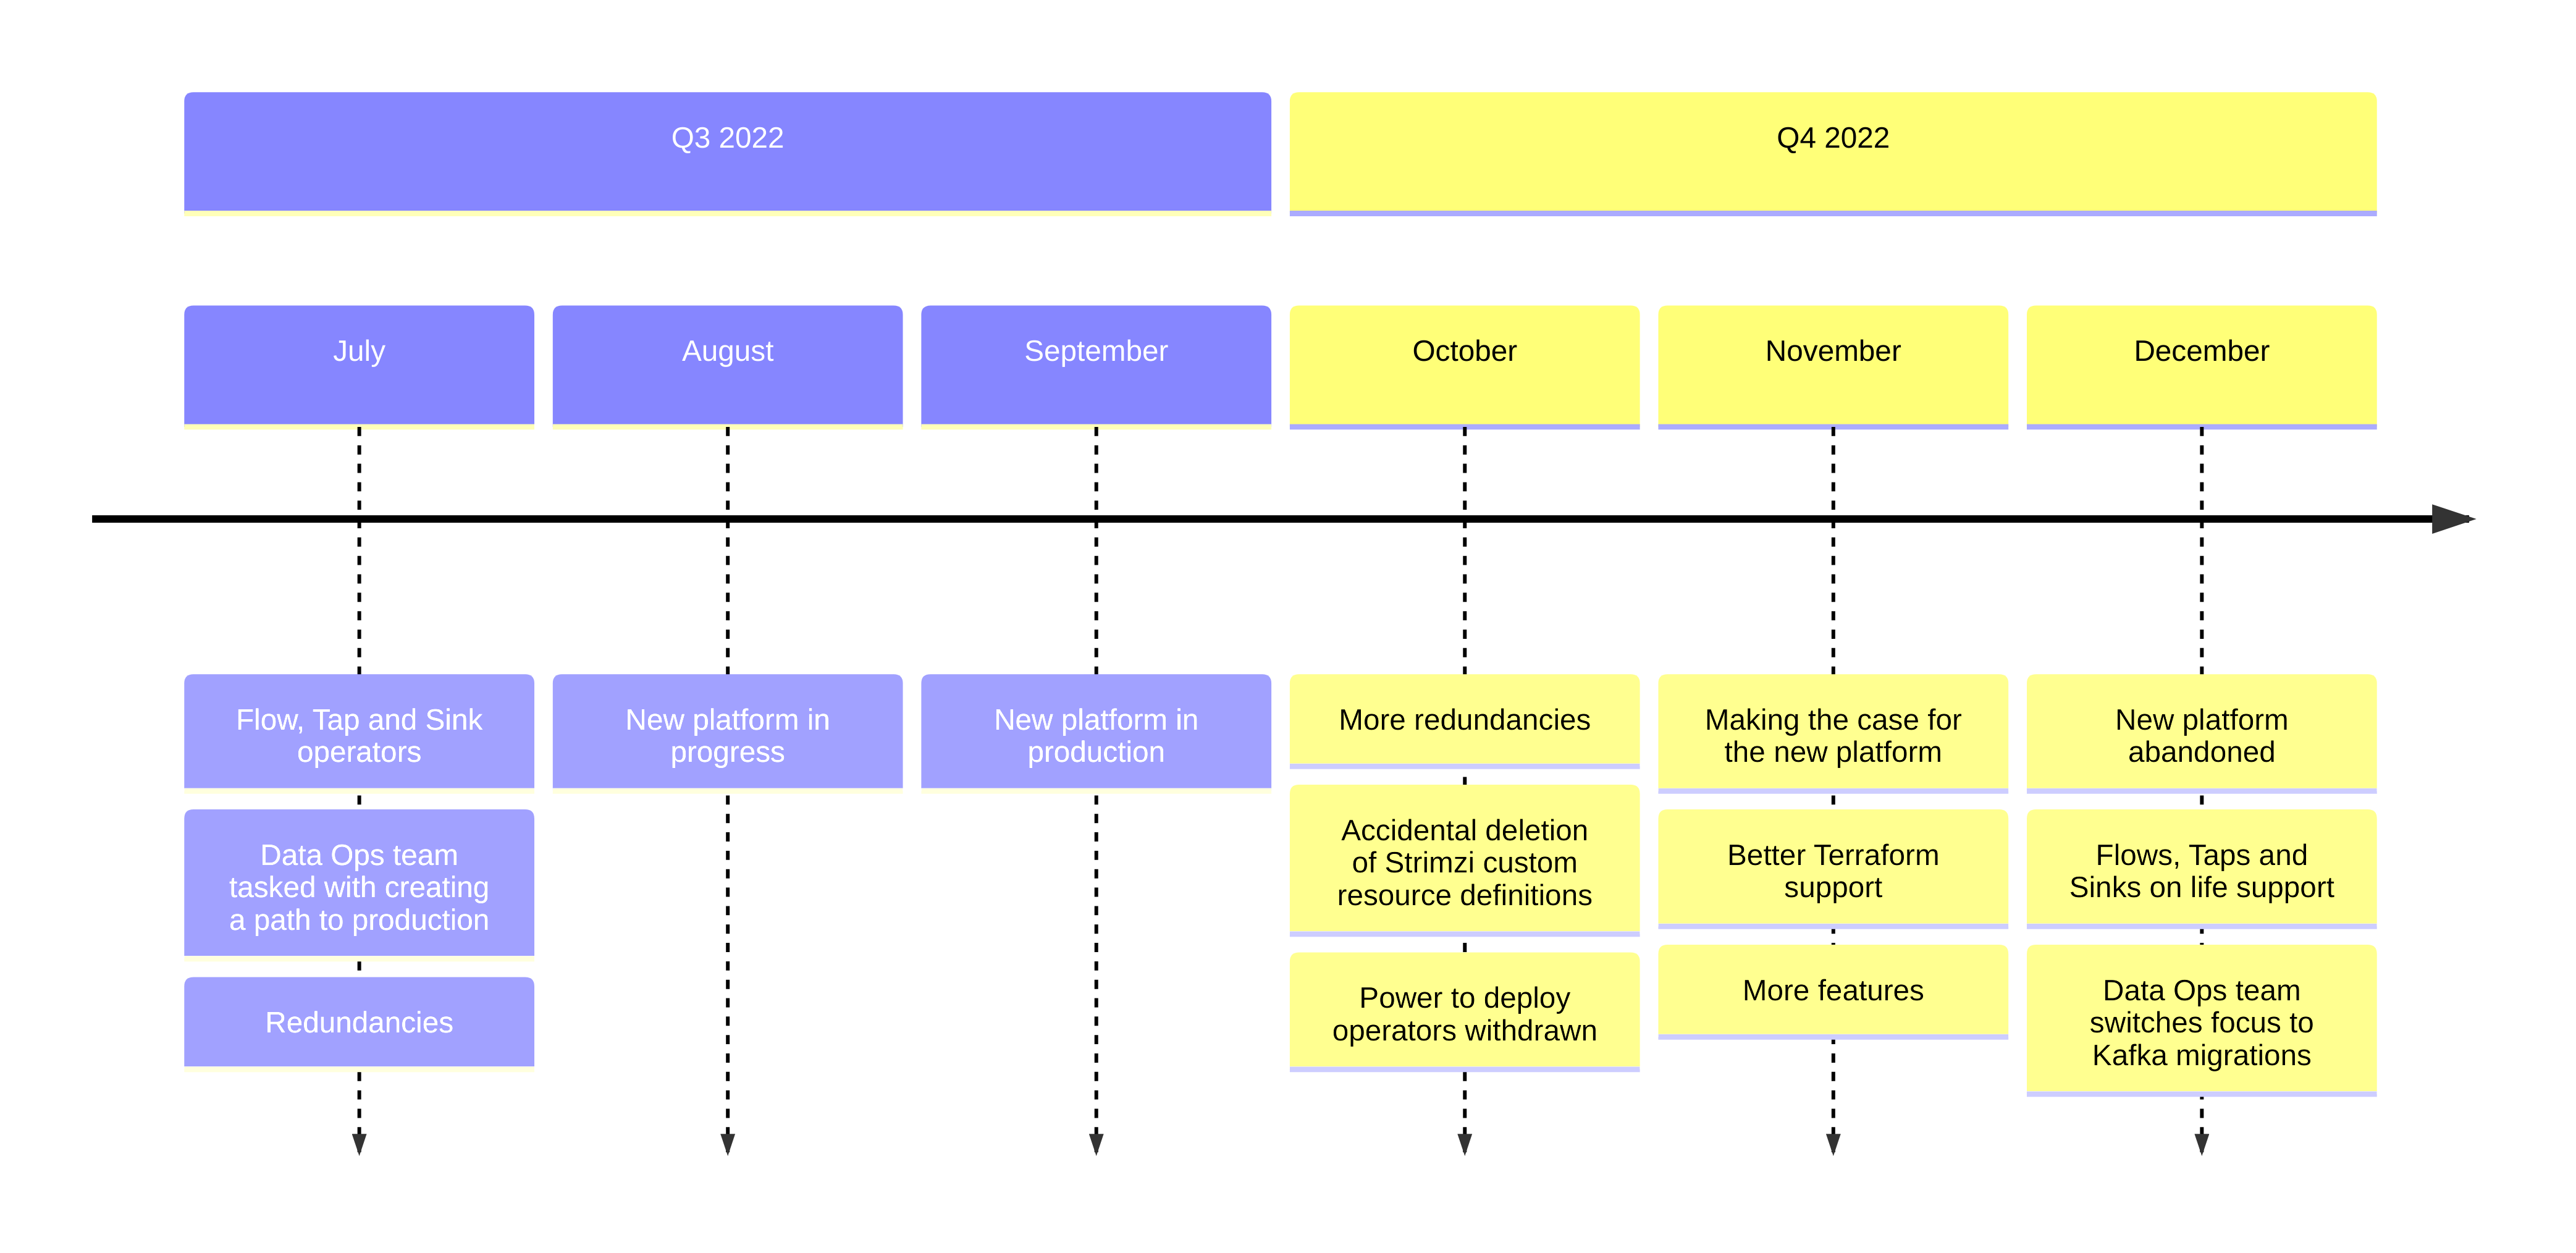 Q3 2022
Q4 2022
July
August
September
October
November
December
Flow, Tap and Sink
operators
Data Ops team
tasked with creating
a path to production
Redundancies
New platform in
progress
New platform in
production
More redundancies
Accidental deletion
of Strimzi custom
resource definitions
Power to deploy
operators withdrawn
Making the case for
the new platform
Better Terraform
support
More features
New platform
abandoned
Flows, Taps and
Sinks on life support
Data Ops team
switches focus to
Kafka migrations